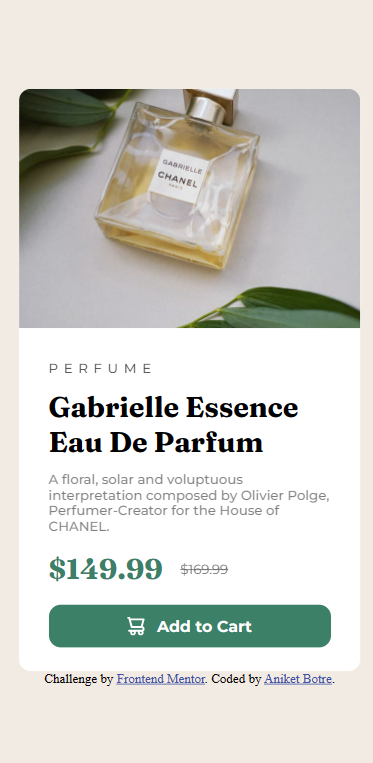 GABRIELLE
CHANEL
PARIS
PERFUME
Gabrielle Essence
Eau De Parfum
A floral, solar and voluptuous
interpretation composed by Olivier Polge,
Perfumer-Creator for the House of
CHANEL.
$149.99 $169.99
Add to Cart
Challenge by Frontend Mentor. Coded by Aniket Botre.